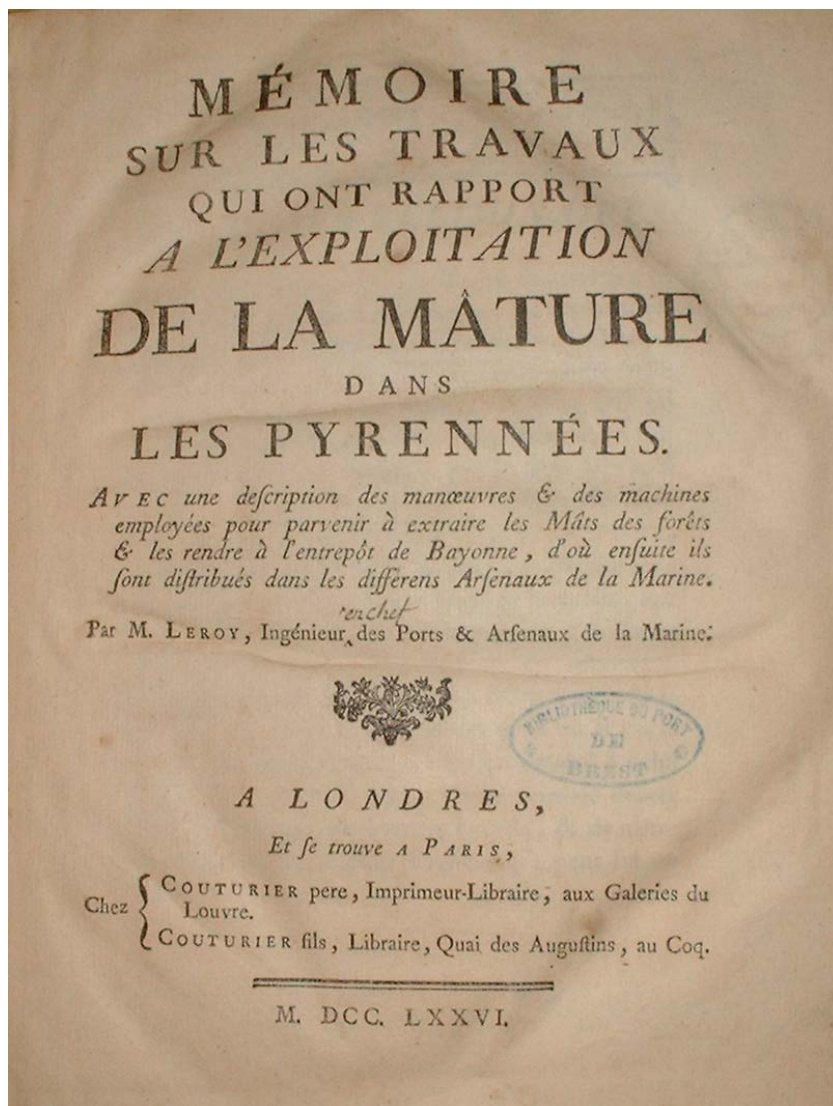 MÉMOIRE
SUR LES TRAVAUX
QUI ONT RAPPORT
A L'EXPLOITATION
DE LA MÂTURE
DANS
LES PYRENNÉES.
AVEC une deſcription des manœuvres & des machines
employées pour parvenir à extraire les Mâts des forêts
& les rendre à l'entrepôt de Bayonne, d'où enſuite ils
ſont diſtribués dans les différens Arſenaux de la Marine.
en chef
Par M. LEROY, Ingénieur des Ports & Arſenaux de la Marine.
BIBLIOTHÈQUE DU PORT
DE
BREST
A LONDRES,
Et ſe trouve A PARIS,
Chez { COUTURIER pere, Imprimeur-Libraire, aux Galeries du
Louvre.
COUTURIER fils, Libraire, Quai des Auguſtins, au Coq.
M. DCC. LXXVI.